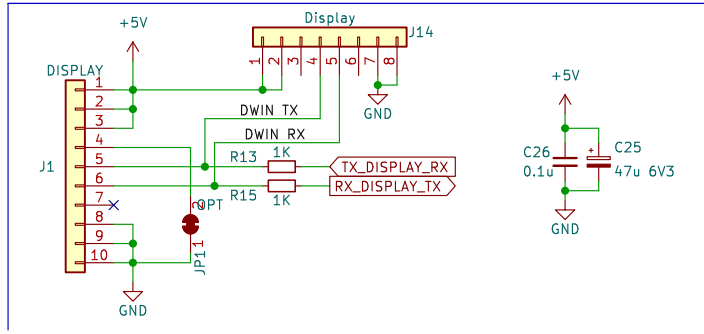 Display
+5V
J14
1 2 3 4 5 6 7 8
DISPLAY
+5V
1
2
3
GND
DWIN TX
4
DWIN RX
C26
0.1u
C25
+
47u 6V3
J1
5
R13
1K
TX_DISPLAY_RX
6
R15
1K
RX_DISPLAY_TX
7
2
OPT
8
GND
9
1
JP1
10
GND